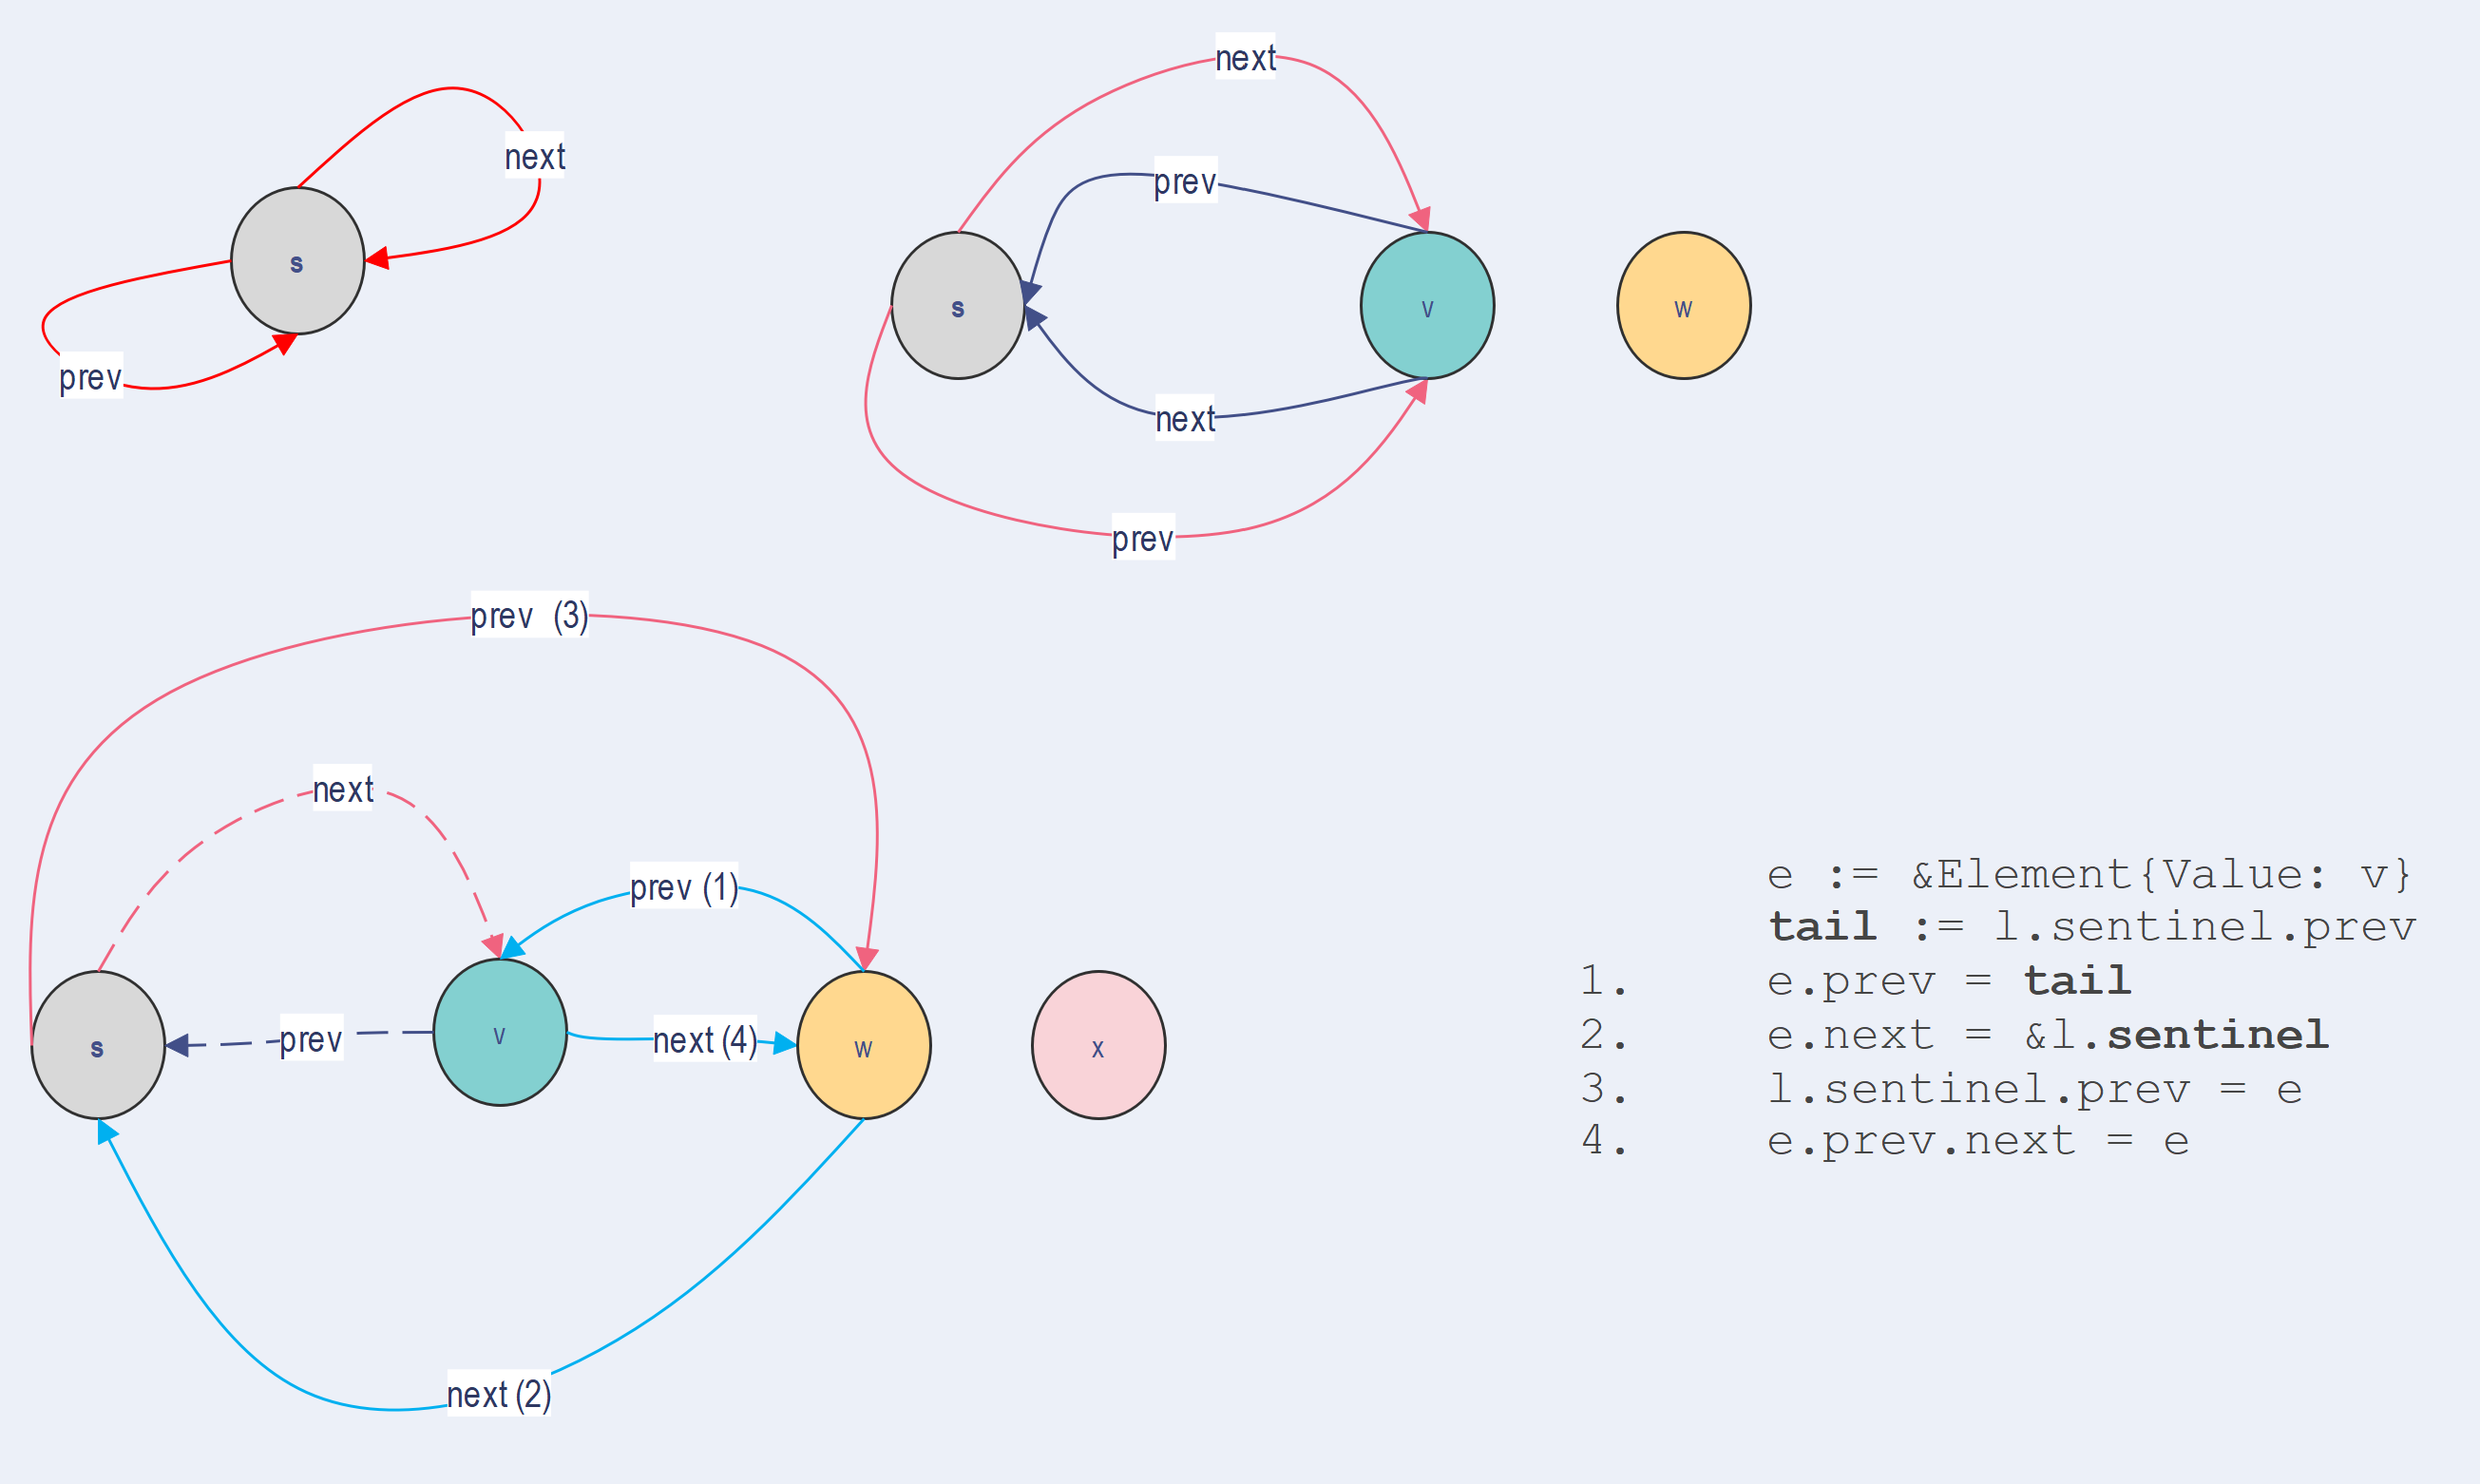 next
s
prev
next
prev
s
v
w
next
prev
prev (3)
next
prev (1)
s
prev
v
next (4)
w
x
next (2)
e := &Element{Value: v}
tail := l.sentinel.prev
1. e.prev = tail
2. e.next = &l.sentinel
3. l.sentinel.prev = e
4. e.prev.next = e